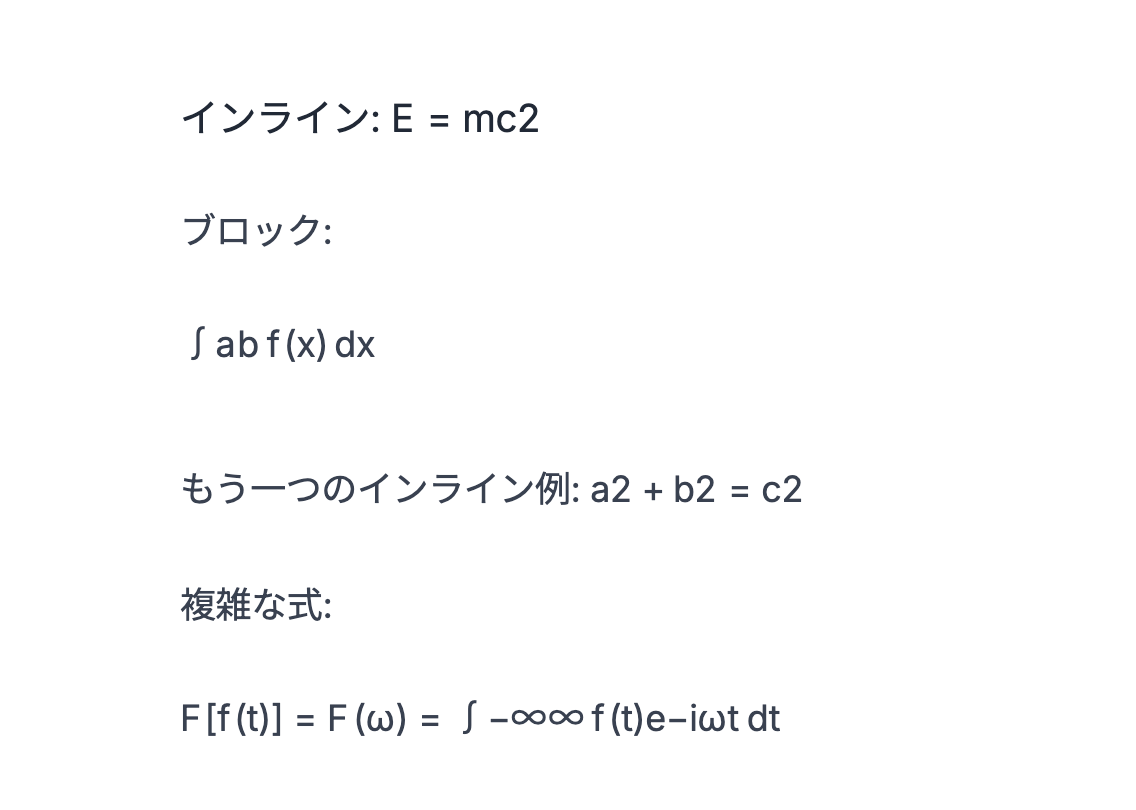 インライン: E = mc2
ブロック:
∫ab f(x) dx
もう一つのインライン例: a2 + b2 = c2
複雑な式:
F[f(t)] = F(ω) = ∫−∞∞ f(t)e−iωt dt